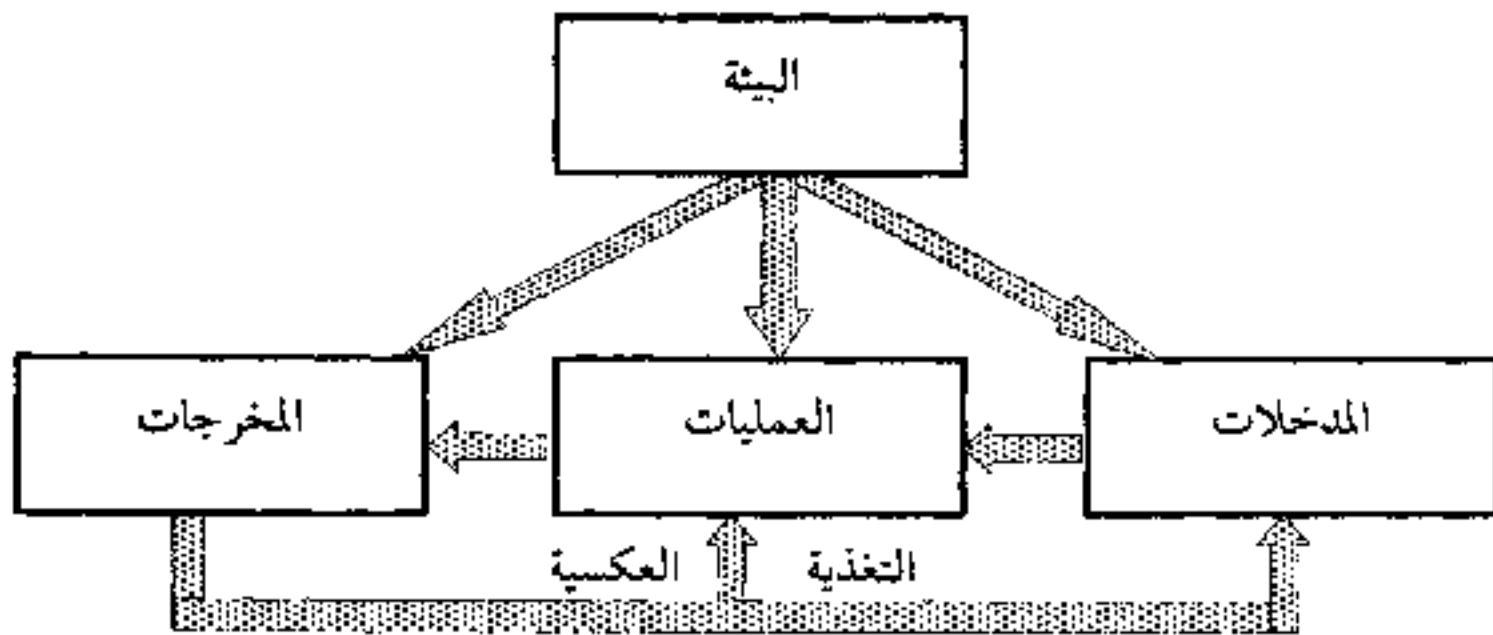 البيئة
المدخلات
العمليات
المخرجات
التغذية العكسية